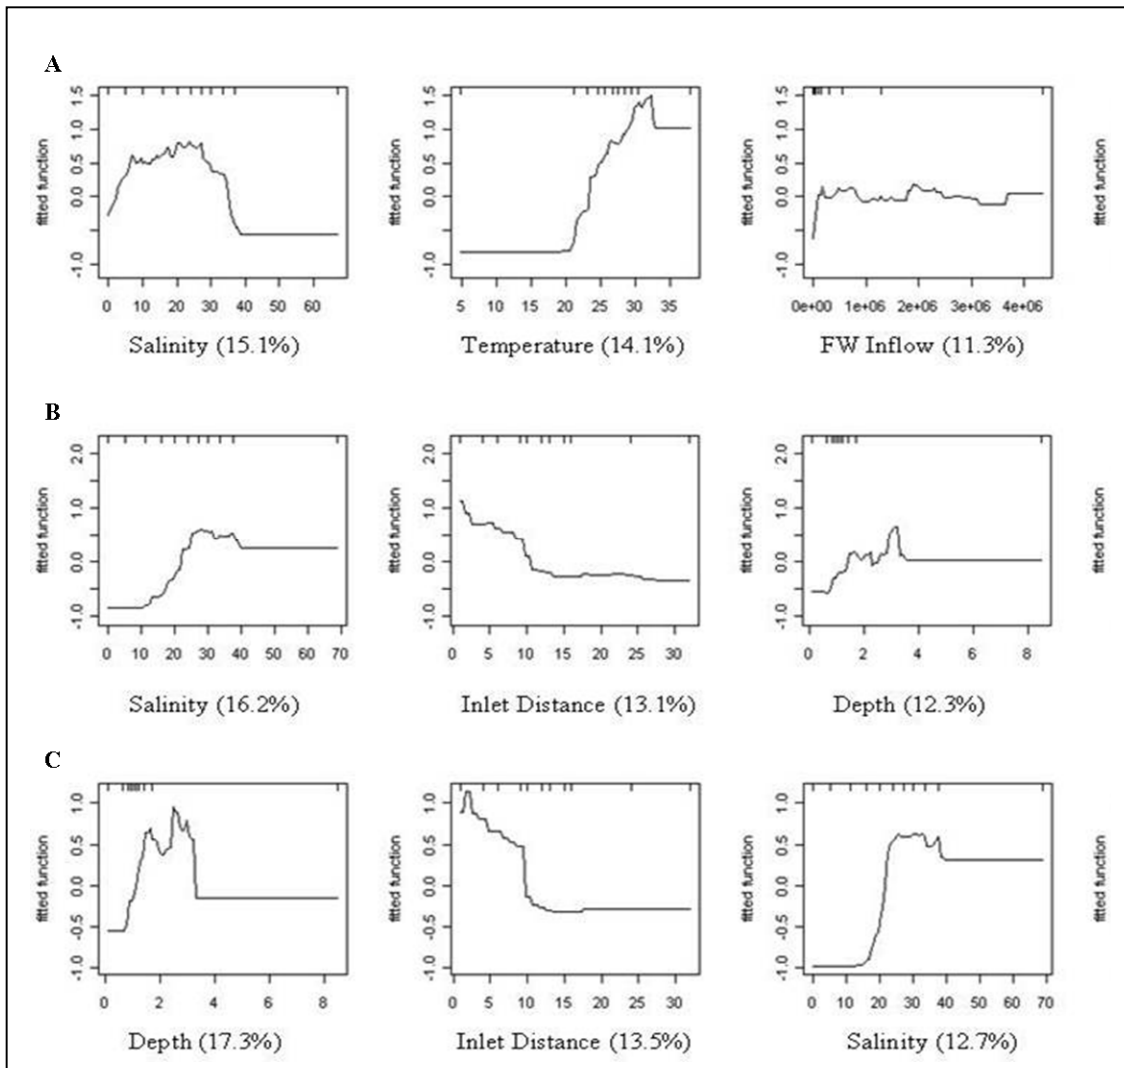 A
fitted function
1.5
1.0
0.5
0.0
-1.0
0 10 20 30 40 50 60
Salinity (15.1%)
fitted function
1.5
1.0
0.5
0.0
-1.0
5 10 15 20 25 30 35
Temperature (14.1%)
fitted function
1.5
1.0
0.5
0.0
-1.0
0e+00 1e+06 2e+06 3e+06 4e+06
FW Inflow (11.3%)
fitted function
B
fitted function
2.0
1.0
0.0
-1.0
0 10 20 30 40 50 60 70
Salinity (16.2%)
fitted function
2.0
1.0
0.0
-1.0
0 5 10 15 20 25 30
Inlet Distance (13.1%)
fitted function
2.0
1.0
0.0
-1.0
0 2 4 6 8
Depth (12.3%)
fitted function
C
fitted function
1.0
0.5
0.0
-0.5
-1.0
0 2 4 6 8
Depth (17.3%)
fitted function
1.0
0.5
0.0
-0.5
-1.0
0 5 10 15 20 25 30
Inlet Distance (13.5%)
fitted function
1.0
0.5
0.0
-0.5
-1.0
0 10 20 30 40 50 60 70
Salinity (12.7%)
fitted function